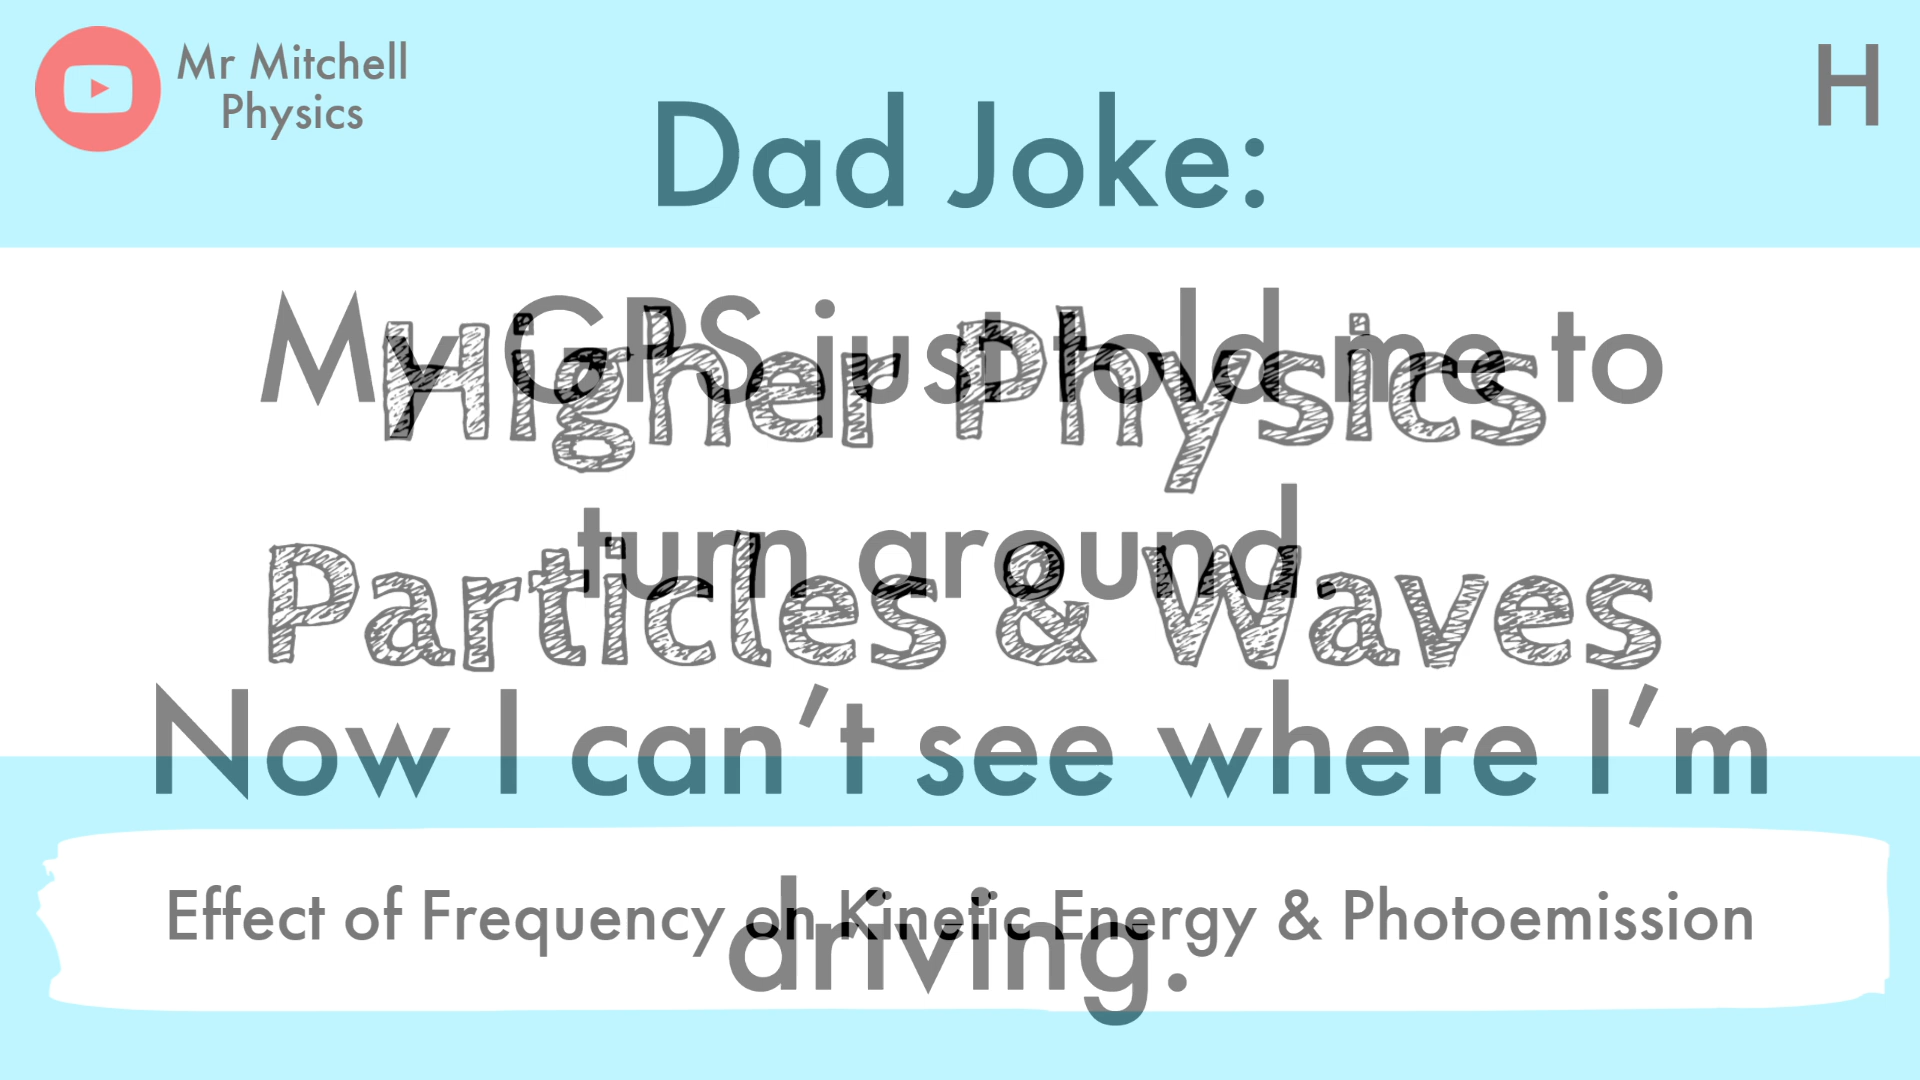 Mr Mitchell
Physics
H
Dad Joke:
My GPS just told me to
turn around.
Now I can't see where I'm
driving.
Higher Physics
Particles & Waves
Effect of Frequency on Kinetic Energy & Photoemission